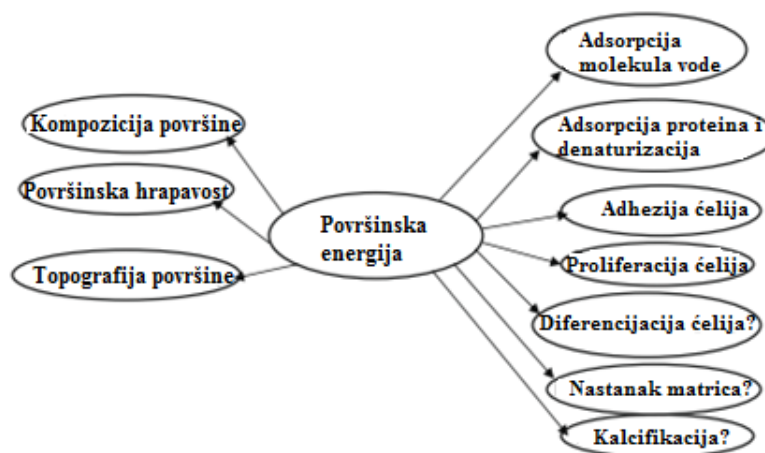 Kompozicija površine
Površinska hrapavost
Topografija površine
Površinska
energija
Adsorpcija
molekula vode
Adsorpcija proteina i
denaturizacija
Adhezija ćelija
Proliferacija ćelija
Diferencijacija ćelija?
Nastanak matrica?
Kalcifikacija?